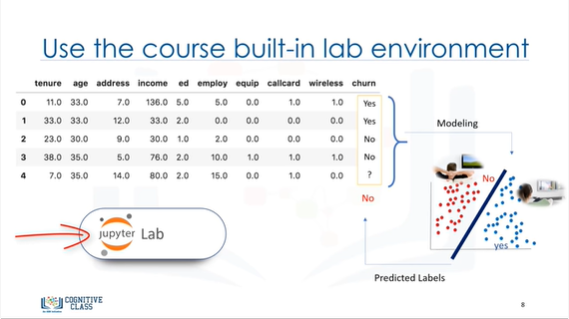 Use the course built-in lab environment
tenure age address income ed employ equip callcard wireless churn
0 11.0 33.0 7.0 136.0 5.0 5.0 0.0 1.0 1.0 Yes
1 33.0 33.0 12.0 33.0 2.0 0.0 0.0 0.0 0.0 Yes
2 23.0 30.0 9.0 30.0 1.0 2.0 0.0 0.0 0.0 No
3 38.0 35.0 5.0 76.0 2.0 10.0 1.0 1.0 1.0 No
4 7.0 35.0 14.0 80.0 2.0 15.0 0.0 1.0 0.0 ?
Modeling
No
yes
No
jupyter Lab
Predicted Labels
COGNITIVE
CLASS
8